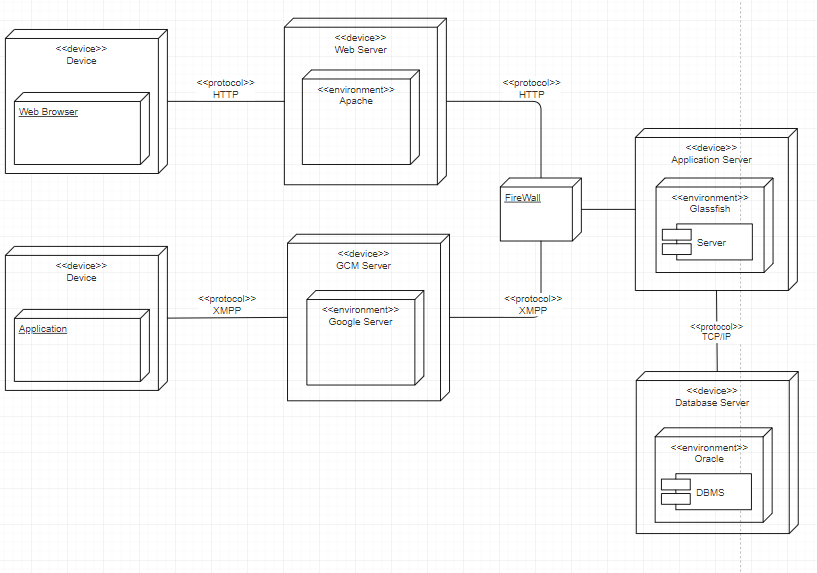 <<device>>
Device
Web Browser
<<protocol>>
HTTP
<<device>>
Web Server
<<environment>>
Apache
<<protocol>>
HTTP
FireWall
<<device>>
Application Server
<<environment>>
Glassfish
Server
<<device>>
Device
Application
<<protocol>>
XMPP
<<device>>
GCM Server
<<environment>>
Google Server
<<protocol>>
XMPP
<<protocol>>
TCP/IP
<<device>>
Database Server
<<environment>>
Oracle
DBMS